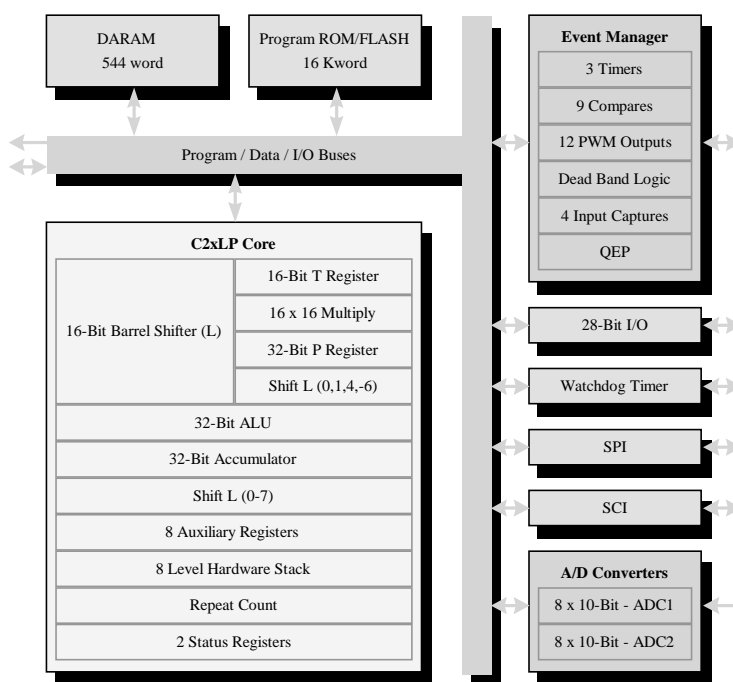 DARAM
544 word
Program ROM/FLASH
16 Kword
Program / Data / I/O Buses
C2xLP Core
16-Bit Barrel Shifter (L)
16-Bit T Register
16 x 16 Multiply
32-Bit P Register
Shift L (0,1,4,-6)
32-Bit ALU
32-Bit Accumulator
Shift L (0-7)
8 Auxiliary Registers
8 Level Hardware Stack
Repeat Count
2 Status Registers
Event Manager
3 Timers
9 Compares
12 PWM Outputs
Dead Band Logic
4 Input Captures
QEP
28-Bit I/O
Watchdog Timer
SPI
SCI
A/D Converters
8 x 10-Bit - ADC1
8 x 10-Bit - ADC2